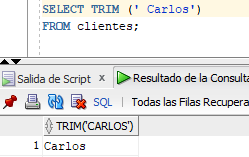 SELECT TRIM (' Carlos')
FROM clientes;
Salida de Script x Resultado de la Consulta
SQL | Todas las Filas Recupera
TRIM('CARLOS')
1 Carlos